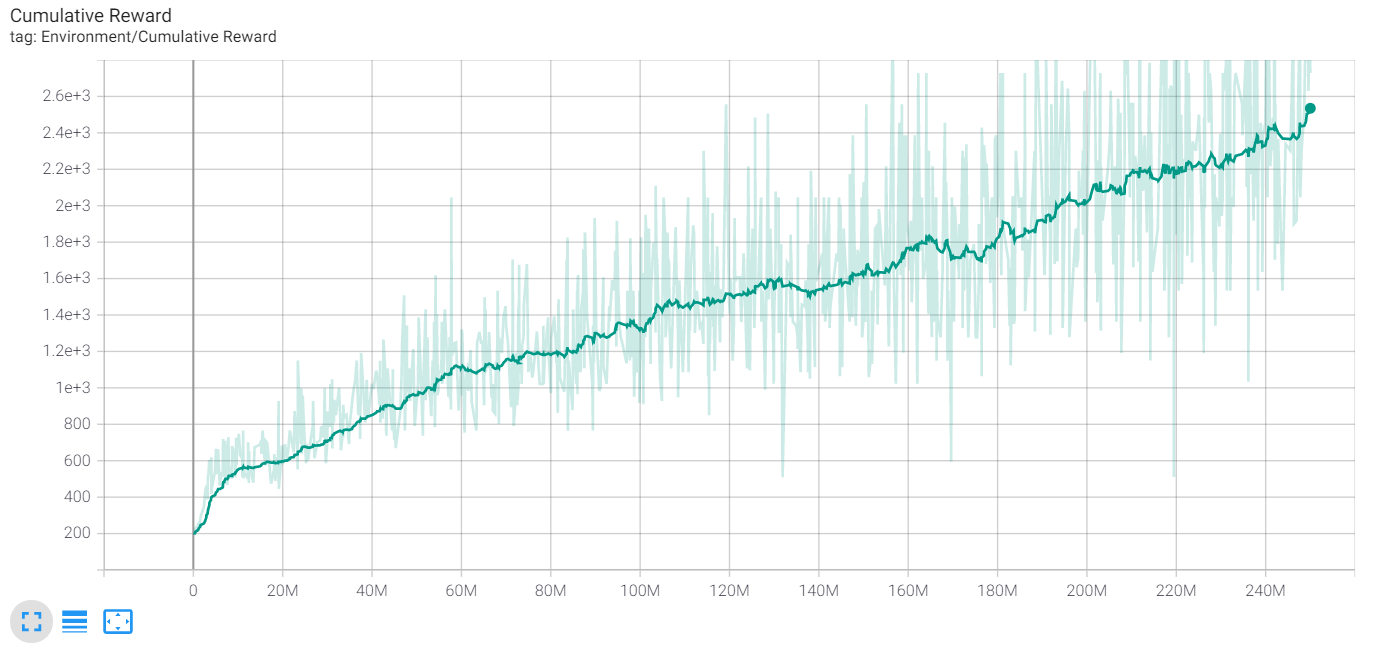 Cumulative Reward
tag: Environment/Cumulative Reward
2.6e+3
2.4e+3
2.2e+3
2e+3
1.8e+3
1.6e+3
1.4e+3
1.2e+3
1e+3
800
600
400
200
0 20M 40M 60M 80M 100M 120M 140M 160M 180M 200M 220M 240M